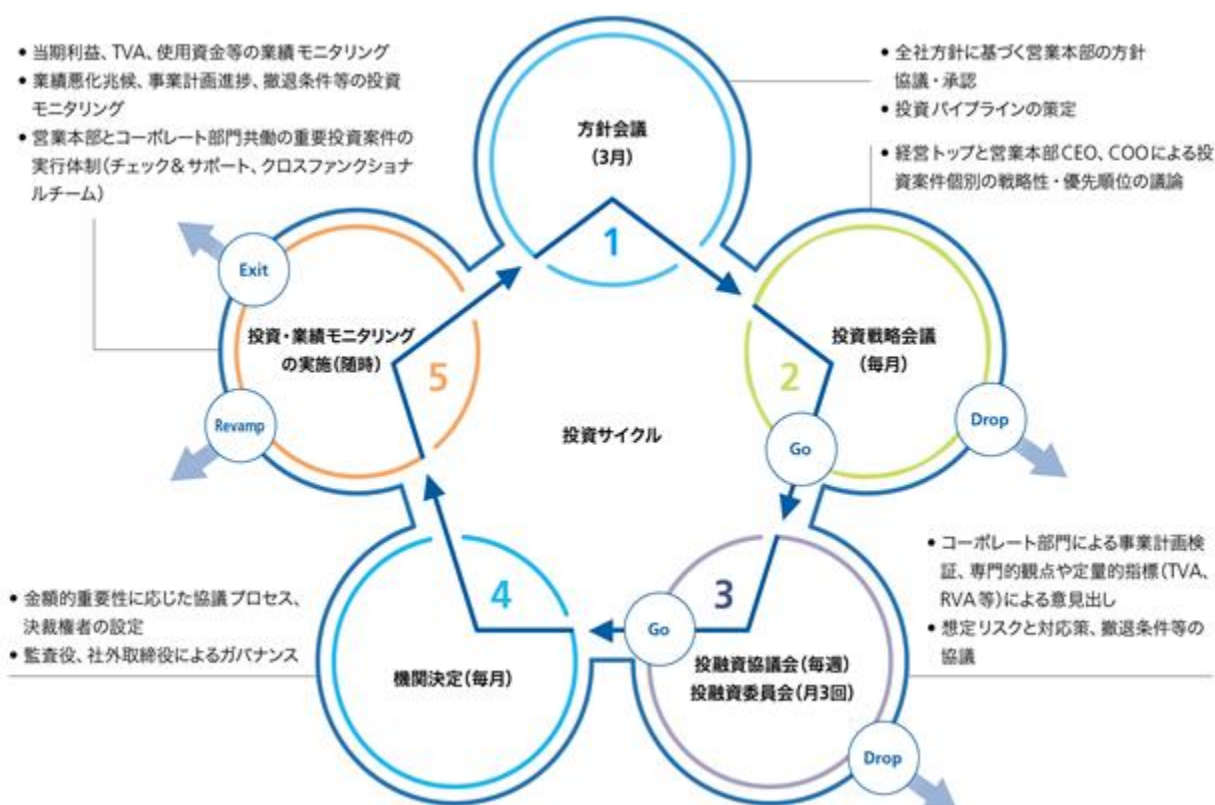 • 当期利益、TVA、使用資金等の業績モニタリング
• 業績悪化兆候、事業計画進捗、撤退条件等の投資
モニタリング
• 営業本部とコーポレート部門共働の重要投資案件の
実行体制(チェック＆サポート、クロスファンクショナ
ルチーム)
• 全社方針に基づく営業本部の方針
協議・承認
• 投資パイプラインの策定
• 経営トップと営業本部CEO、COOによる投
資案件個別の戦略性・優先順位の議論
方針会議
(3月)
1
投資戦略会議
(毎月)
2
Go
Drop
投資サイクル
Exit
投資・業績モニタリング
の実施(随時)
5
Revamp
• コーポレート部門による事業計画検
証、専門的観点や定量的指標(TVA、
RVA等)による意見出し
• 想定リスクと対応策、撤退条件等の
協議
3
Go
投融資協議会(毎週)
投融資委員会(月3回)
Drop
4
機関決定(毎月)
• 金額的重要性に応じた協議プロセス、
決裁権者の設定
• 監査役、社外取締役によるガバナンス